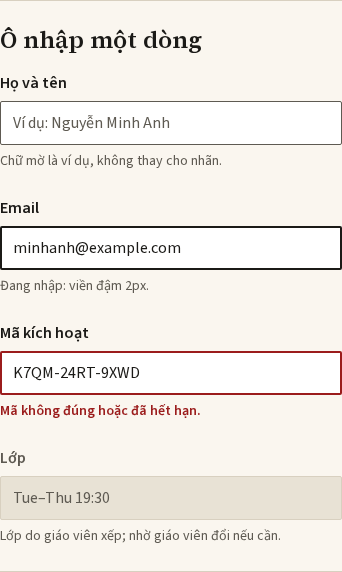 Ô nhập một dòng
Họ và tên
Ví dụ: Nguyễn Minh Anh
Chữ mờ là ví dụ, không thay cho nhãn.
Email
minhanh@example.com
Đang nhập: viền đậm 2px.
Mã kích hoạt
K7QM-24RT-9XWD
Mã không đúng hoặc đã hết hạn.
Lớp
Tue–Thu 19:30
Lớp do giáo viên xếp; nhờ giáo viên đổi nếu cần.